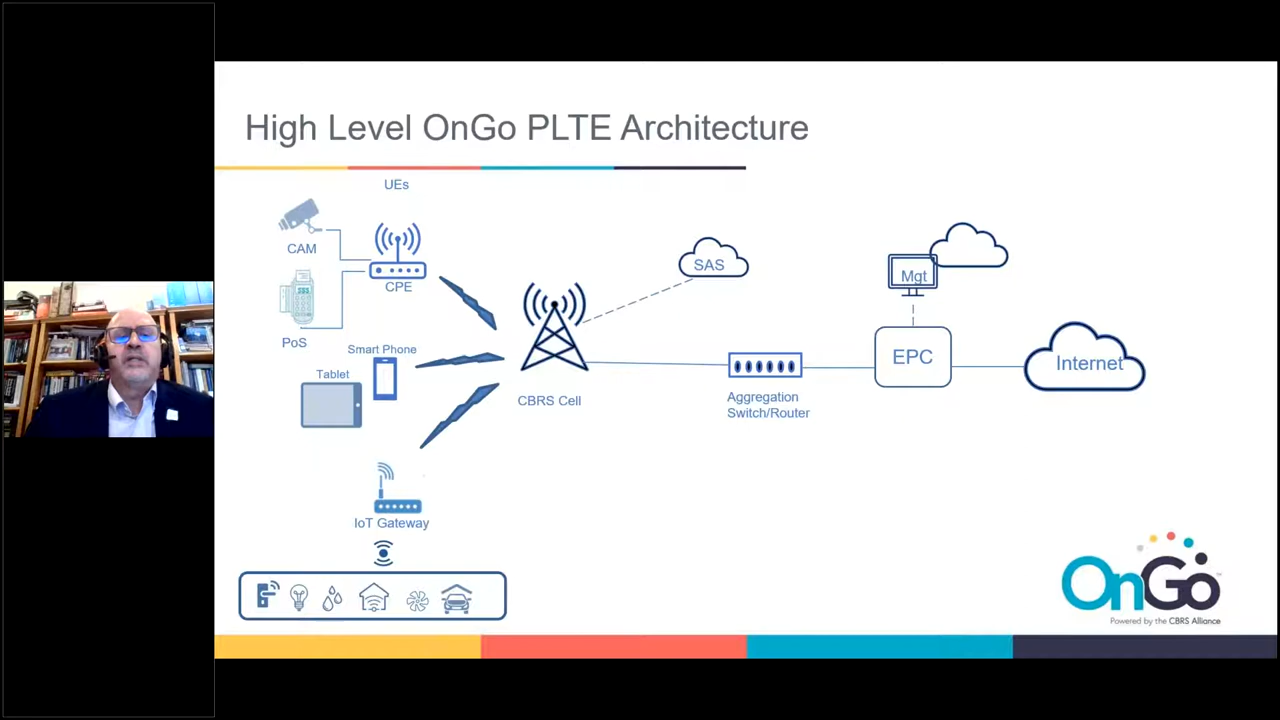 High Level OnGo PLTE Architecture
UEs
CAM
CPE
PoS
Smart Phone
Tablet
IoT Gateway
CBRS Cell
SAS
Aggregation
Switch/Router
Mgt
EPC
Internet
OnGo
Powered by the CBRS Alliance